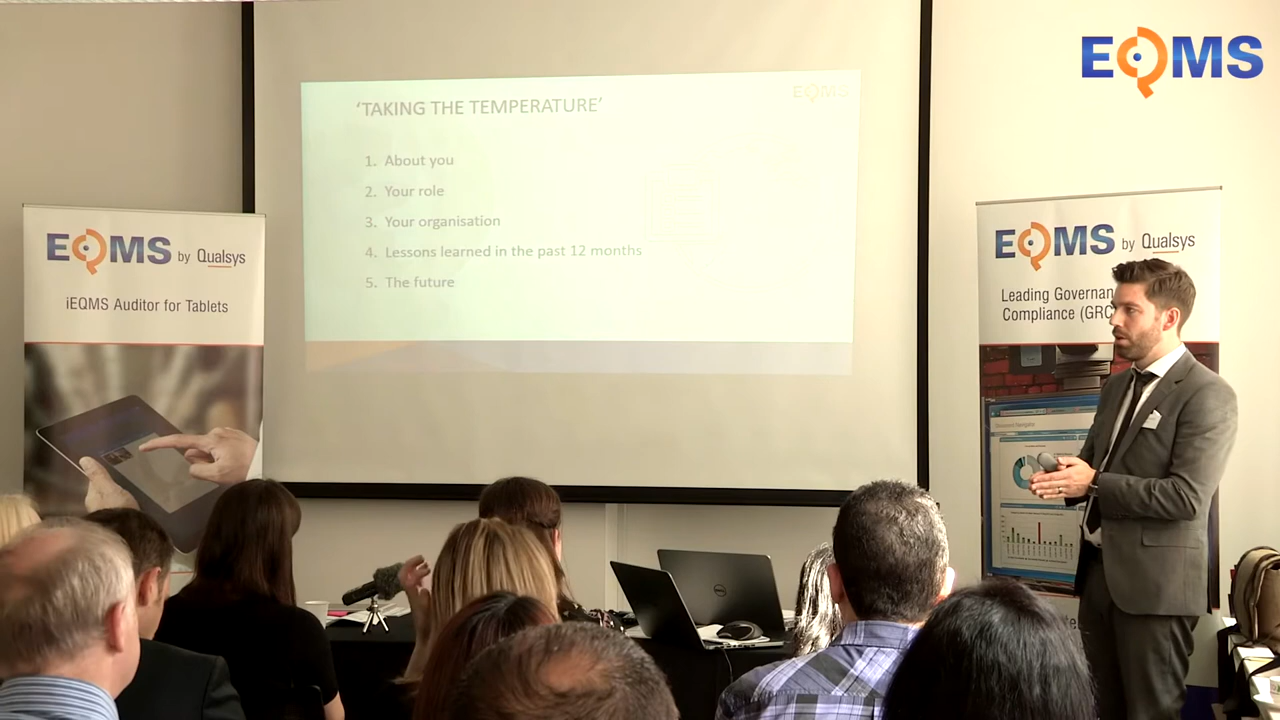 EQMS
EQMS
'TAKING THE TEMPERATURE'
1. About you
2. Your role
3. Your organisation
4. Lessons learned in the past 12 months
5. The future
EQMS by Qualsys
iEQMS Auditor for Tablets
EQMS by Qualsys
Leading Governan
Compliance (GRC
DELL